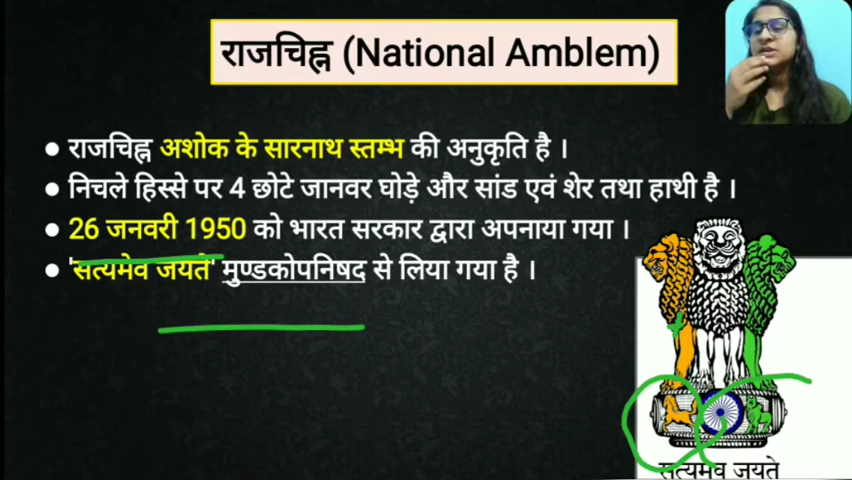 राजचिह्न (National Amblem)
● राजचिह्न अशोक के सारनाथ स्तम्भ की अनुकृति है ।
● निचले हिस्से पर 4 छोटे जानवर घोड़े और सांड एवं शेर तथा हाथी है ।
● 26 जनवरी 1950 को भारत सरकार द्वारा अपनाया गया ।
● 'सत्यमेव जयते' मुण्डकोपनिषद से लिया गया है ।
सत्यमेव जयते